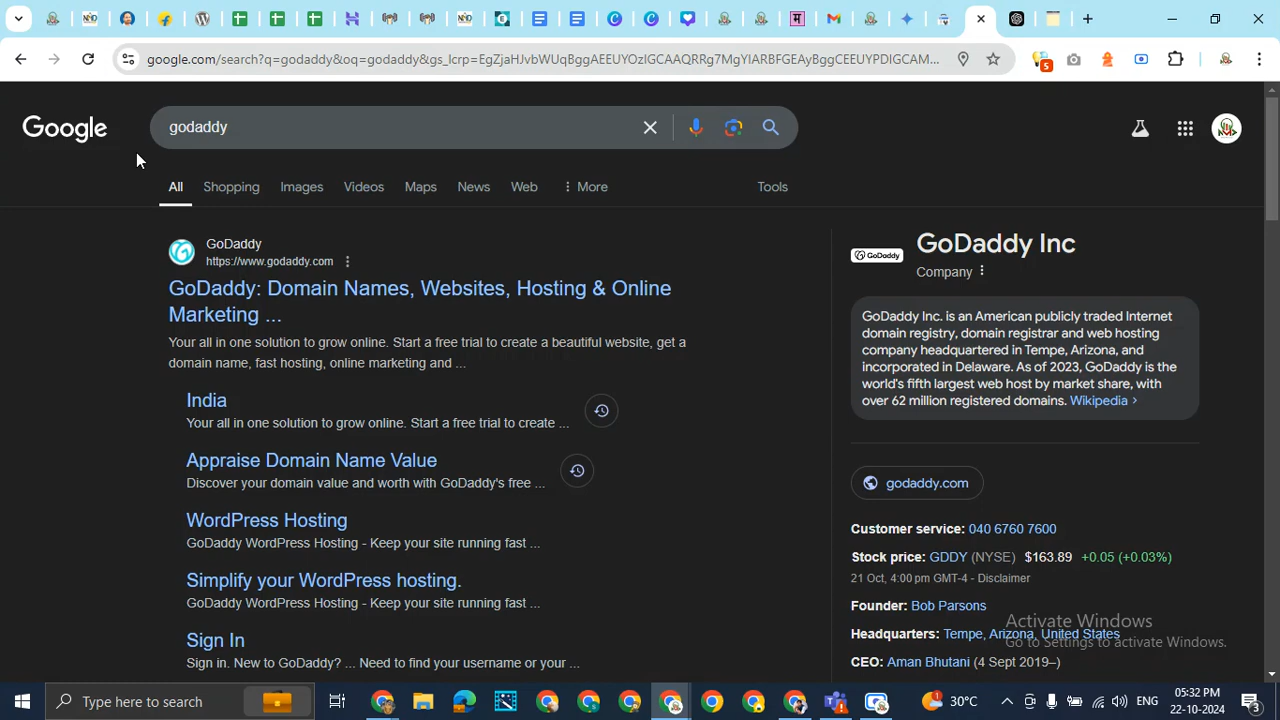 google.com/search?q=godaddy&oq=godaddy&gs_lcrp=EgZjaHJvbWUqBggAEEUYOzIGCAAQRRg7MgYIARBFGEAyBggCEEUYPDIGCAM...
5
Google
godaddy
All
Shopping
Images
Videos
Maps
News
Web
More
Tools
GoDaddy
https://www.godaddy.com
GoDaddy: Domain Names, Websites, Hosting & Online
Marketing ...
Your all in one solution to grow online. Start a free trial to create a beautiful website, get a
domain name, fast hosting, online marketing and ...
India
Your all in one solution to grow online. Start a free trial to create ...
Appraise Domain Name Value
Discover your domain value and worth with GoDaddy's free ...
WordPress Hosting
GoDaddy WordPress Hosting - Keep your site running fast ...
Simplify your WordPress hosting.
GoDaddy WordPress Hosting - Keep your site running fast ...
Sign In
Sign in. New to GoDaddy? ... Need to find your username or your ...
GoDaddy
GoDaddy Inc
Company
GoDaddy Inc. is an American publicly traded Internet
domain registry, domain registrar and web hosting
company headquartered in Tempe, Arizona, and
incorporated in Delaware. As of 2023, GoDaddy is the
world's fifth largest web host by market share, with
over 62 million registered domains. Wikipedia >
godaddy.com
Customer service: 040 6760 7600
Stock price: GDDY (NYSE) $163.89 +0.05 (+0.03%)
21 Oct, 4:00 pm GMT-4 - Disclaimer
Founder: Bob Parsons
Headquarters: Tempe, Arizona, United States
CEO: Aman Bhutani (4 Sept 2019–)
Activate Windows
Go to Settings to activate Windows.
Type here to search
1
30°C
ENG
05:32 PM
22-10-2024
3